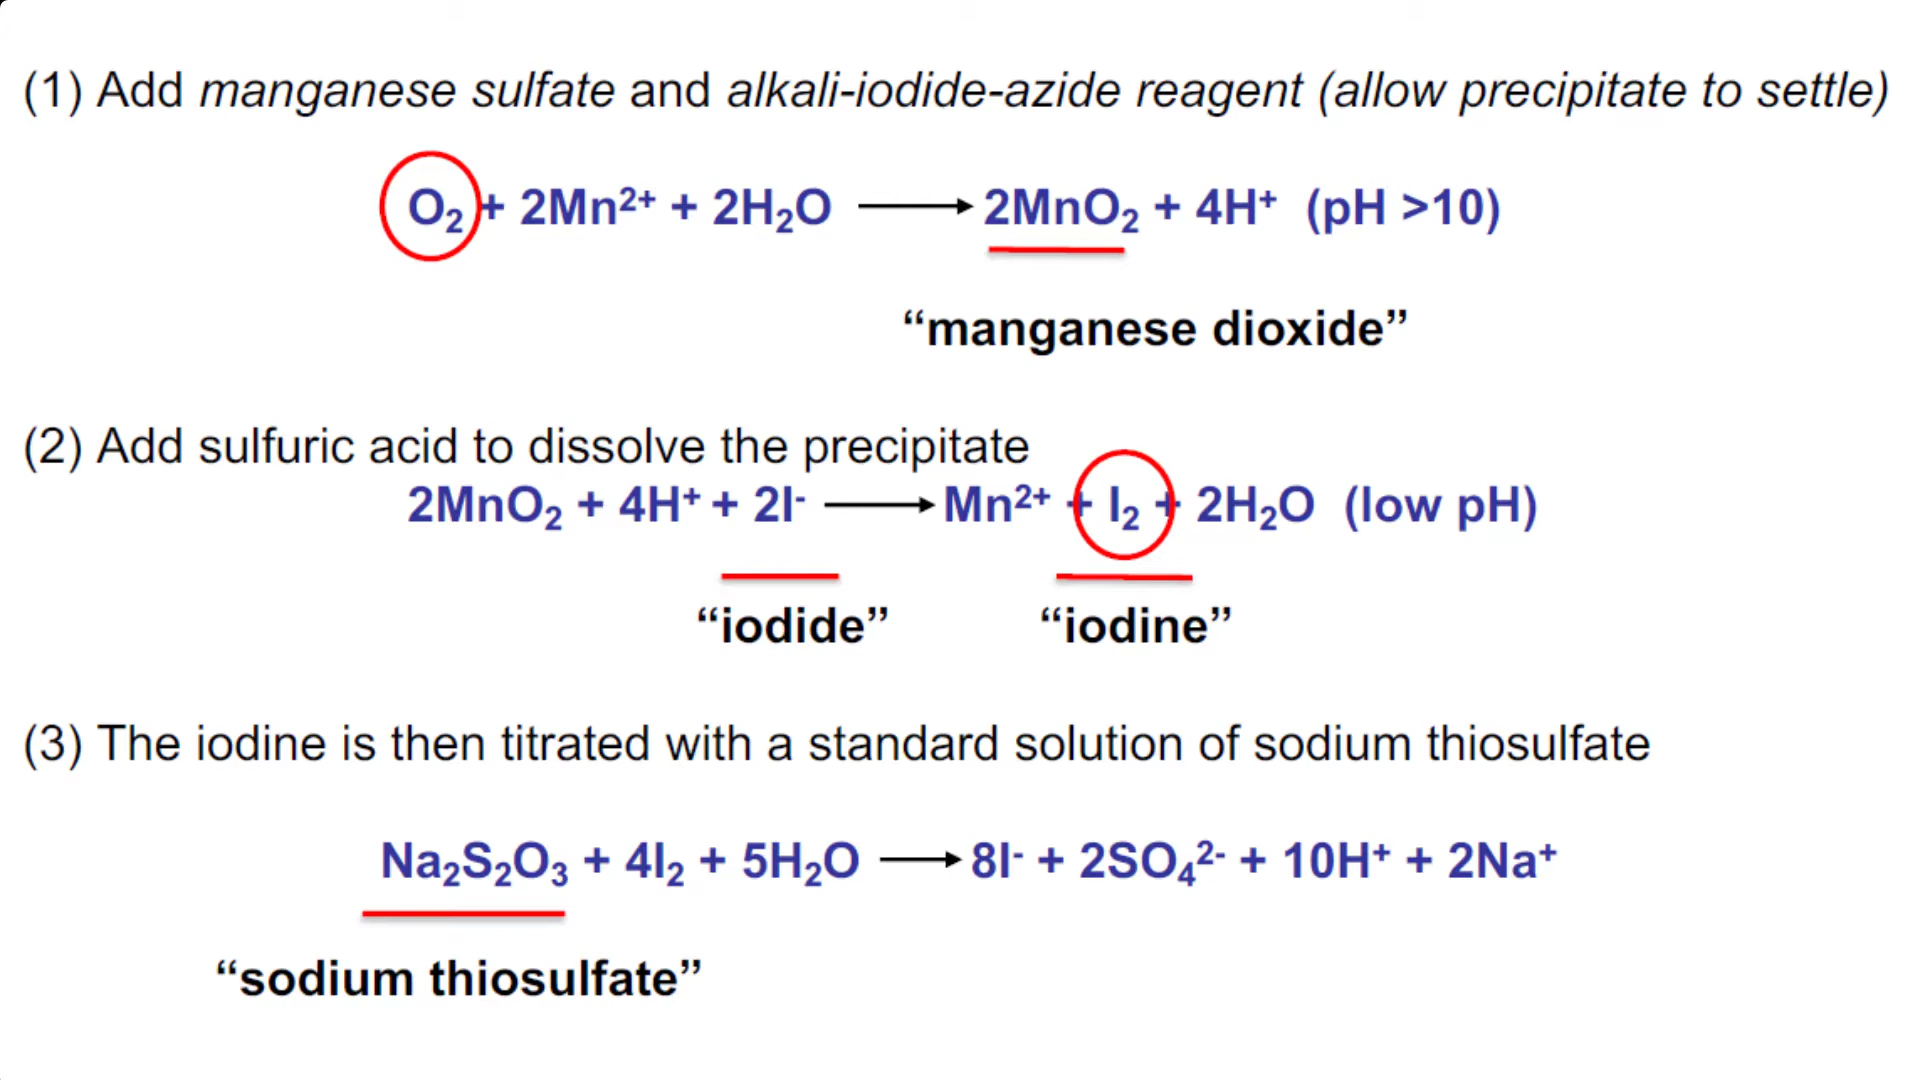 (1) Add manganese sulfate and alkali-iodide-azide reagent (allow precipitate to settle)
O₂ + 2Mn²⁺ + 2H₂O ⟶ 2MnO₂ + 4H⁺ (pH >10)
“manganese dioxide”
(2) Add sulfuric acid to dissolve the precipitate
2MnO₂ + 4H⁺ + 2I⁻ ⟶ Mn²⁺ + I₂ + 2H₂O (low pH)
“iodide” “iodine”
(3) The iodine is then titrated with a standard solution of sodium thiosulfate
Na₂S₂O₃ + 4I₂ + 5H₂O ⟶ 8I⁻ + 2SO₄²⁻ + 10H⁺ + 2Na⁺
“sodium thiosulfate”